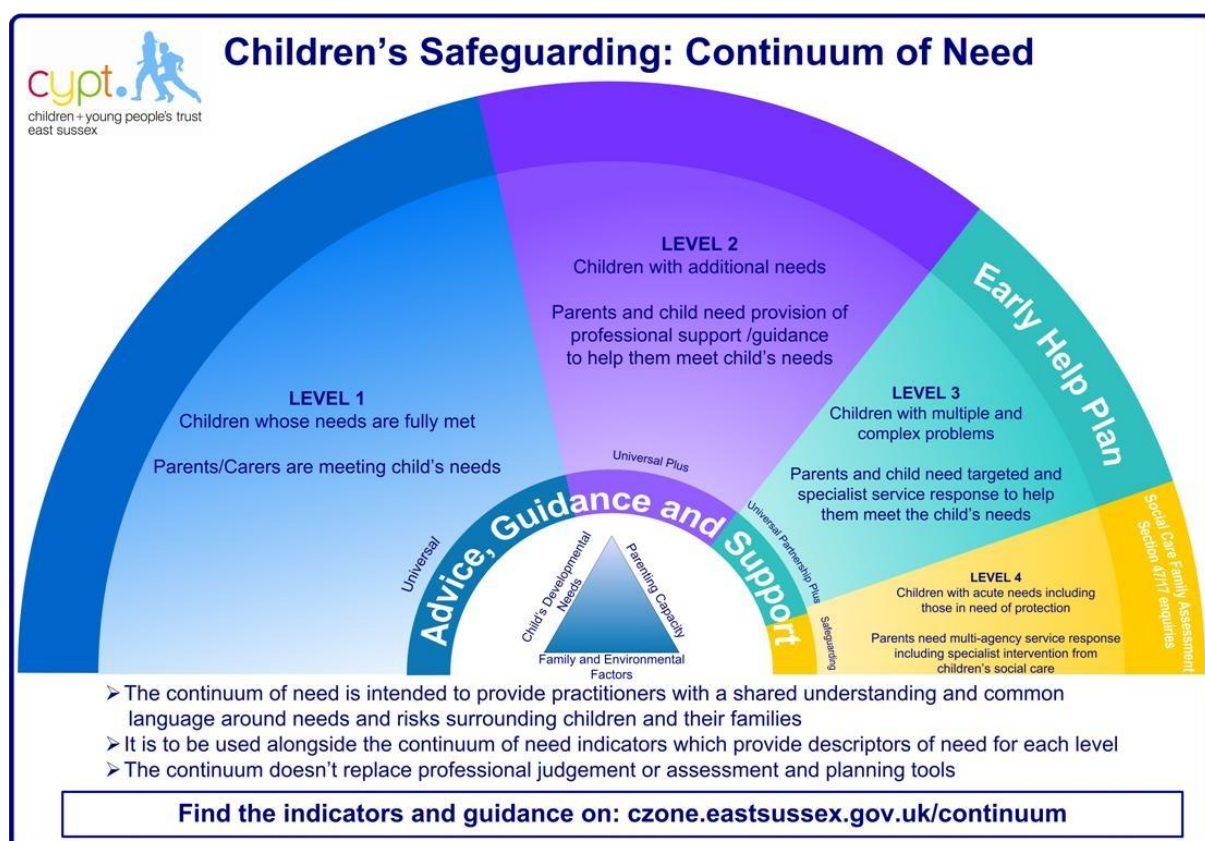 cypt.
children + young people's trust
east sussex
Children's Safeguarding: Continuum of Need
LEVEL 1
Children whose needs are fully met
Parents/Carers are meeting child's needs
LEVEL 2
Children with additional needs
Parents and child need provision of
professional support /guidance
to help them meet child's needs
Early Help Plan
LEVEL 3
Children with multiple and
complex problems
Parents and child need targeted and
specialist service response to help
them meet the child's needs
Social Care Family Assessment
Section 47/17 enquiries
LEVEL 4
Children with acute needs including
those in need of protection
Parents need multi-agency service response
including specialist intervention from
children's social care
Universal
Universal Plus
Universal Partnership Plus
Safeguarding
Advice, Guidance and Support
Child's Developmental
Needs
Parenting Capacity
Family and Environmental
Factors
➢ The continuum of need is intended to provide practitioners with a shared understanding and common
language around needs and risks surrounding children and their families
➢ It is to be used alongside the continuum of need indicators which provide descriptors of need for each level
➢ The continuum doesn't replace professional judgement or assessment and planning tools
Find the indicators and guidance on: czone.eastsussex.gov.uk/continuum